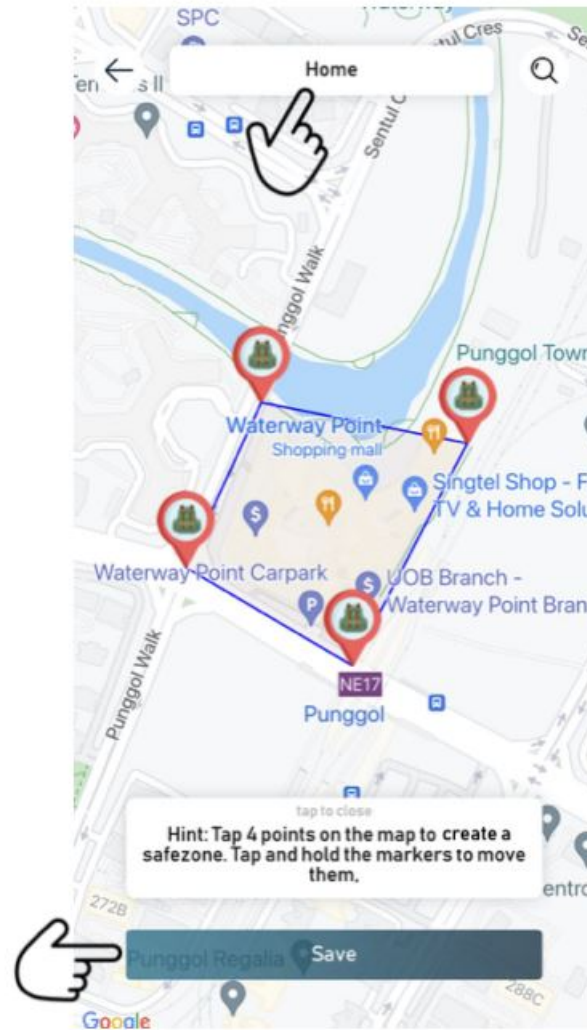 SPC
Sentul Cres
Home
Sentul C
Punggol Walk
Punggol Town
Waterway Point
Shopping mall
Singtel Shop - F
TV & Home Solu
Waterway Point Carpark
UOB Branch -
Waterway Point Bran
NE17
Punggol
Punggol Walk
tap to close
Hint: Tap 4 points on the map to create a
safezone. Tap and hold the markers to move
them.
entro
272B
Save
Punggol Regalia
288C
Google